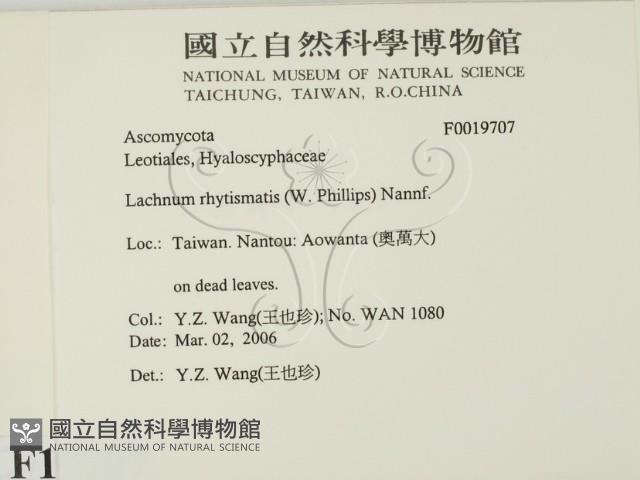 國立自然科學博物館
NATIONAL MUSEUM OF NATURAL SCIENCE
TAICHUNG, TAIWAN, R.O.CHINA
Ascomycota F0019707
Leotiales, Hyaloscyphaceae
Lachnum rhytismatis (W. Phillips) Nannf.
Loc.: Taiwan. Nantou: Aowanta (奧萬大)
on dead leaves.
Col.: Y.Z. Wang(王也珍); No. WAN 1080
Date: Mar. 02, 2006
Det.: Y.Z. Wang(王也珍)
國立自然科學博物館
NATIONAL MUSEUM OF NATURAL SCIENCE
F1